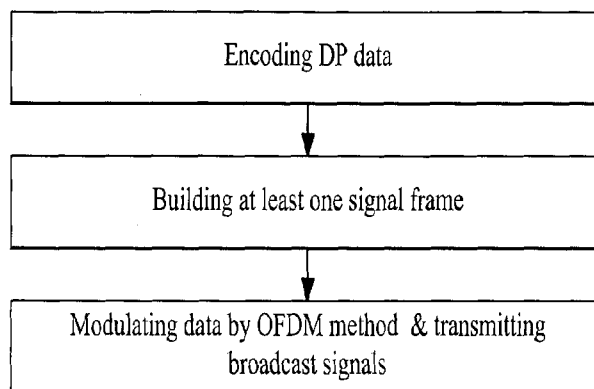 Encoding DP data
Building at least one signal frame
Modulating data by OFDM method & transmitting
broadcast signals